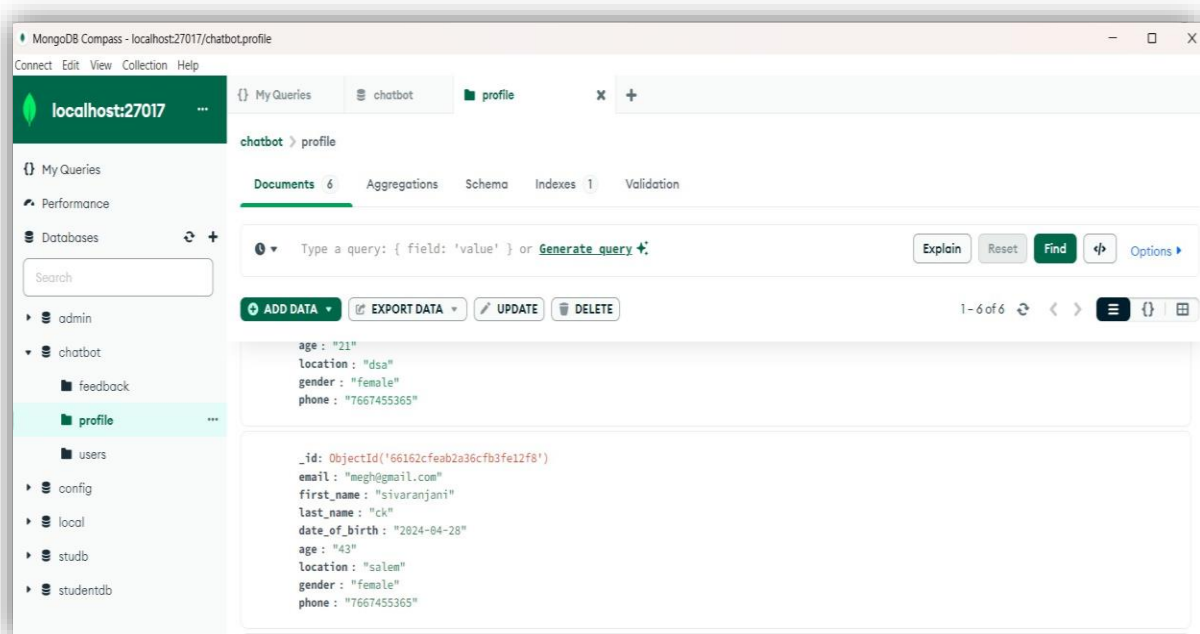 MongoDB Compass - localhost:27017/chatbot.profile
Connect Edit View Collection Help
localhost:27017 ...
{} My Queries
Performance
Databases
Search
admin
chatbot
feedback
profile ...
users
config
local
studb
studentdb
{} My Queries chatbot profile
chatbot > profile
Documents 6 Aggregations Schema Indexes 1 Validation
Type a query: { field: 'value' } or Generate query
Explain Reset Find </> Options
ADD DATA EXPORT DATA UPDATE DELETE
1-6 of 6 {}
age : "21"
location : "dsa"
gender : "female"
phone : "7667455365"
_id: ObjectId('66162cfeab2a36cfb3fe12f8')
email : "megh@gmail.com"
first_name : "sivaranjani"
last_name : "ck"
date_of_birth : "2024-04-28"
age : "43"
location : "salem"
gender : "female"
phone : "7667455365"